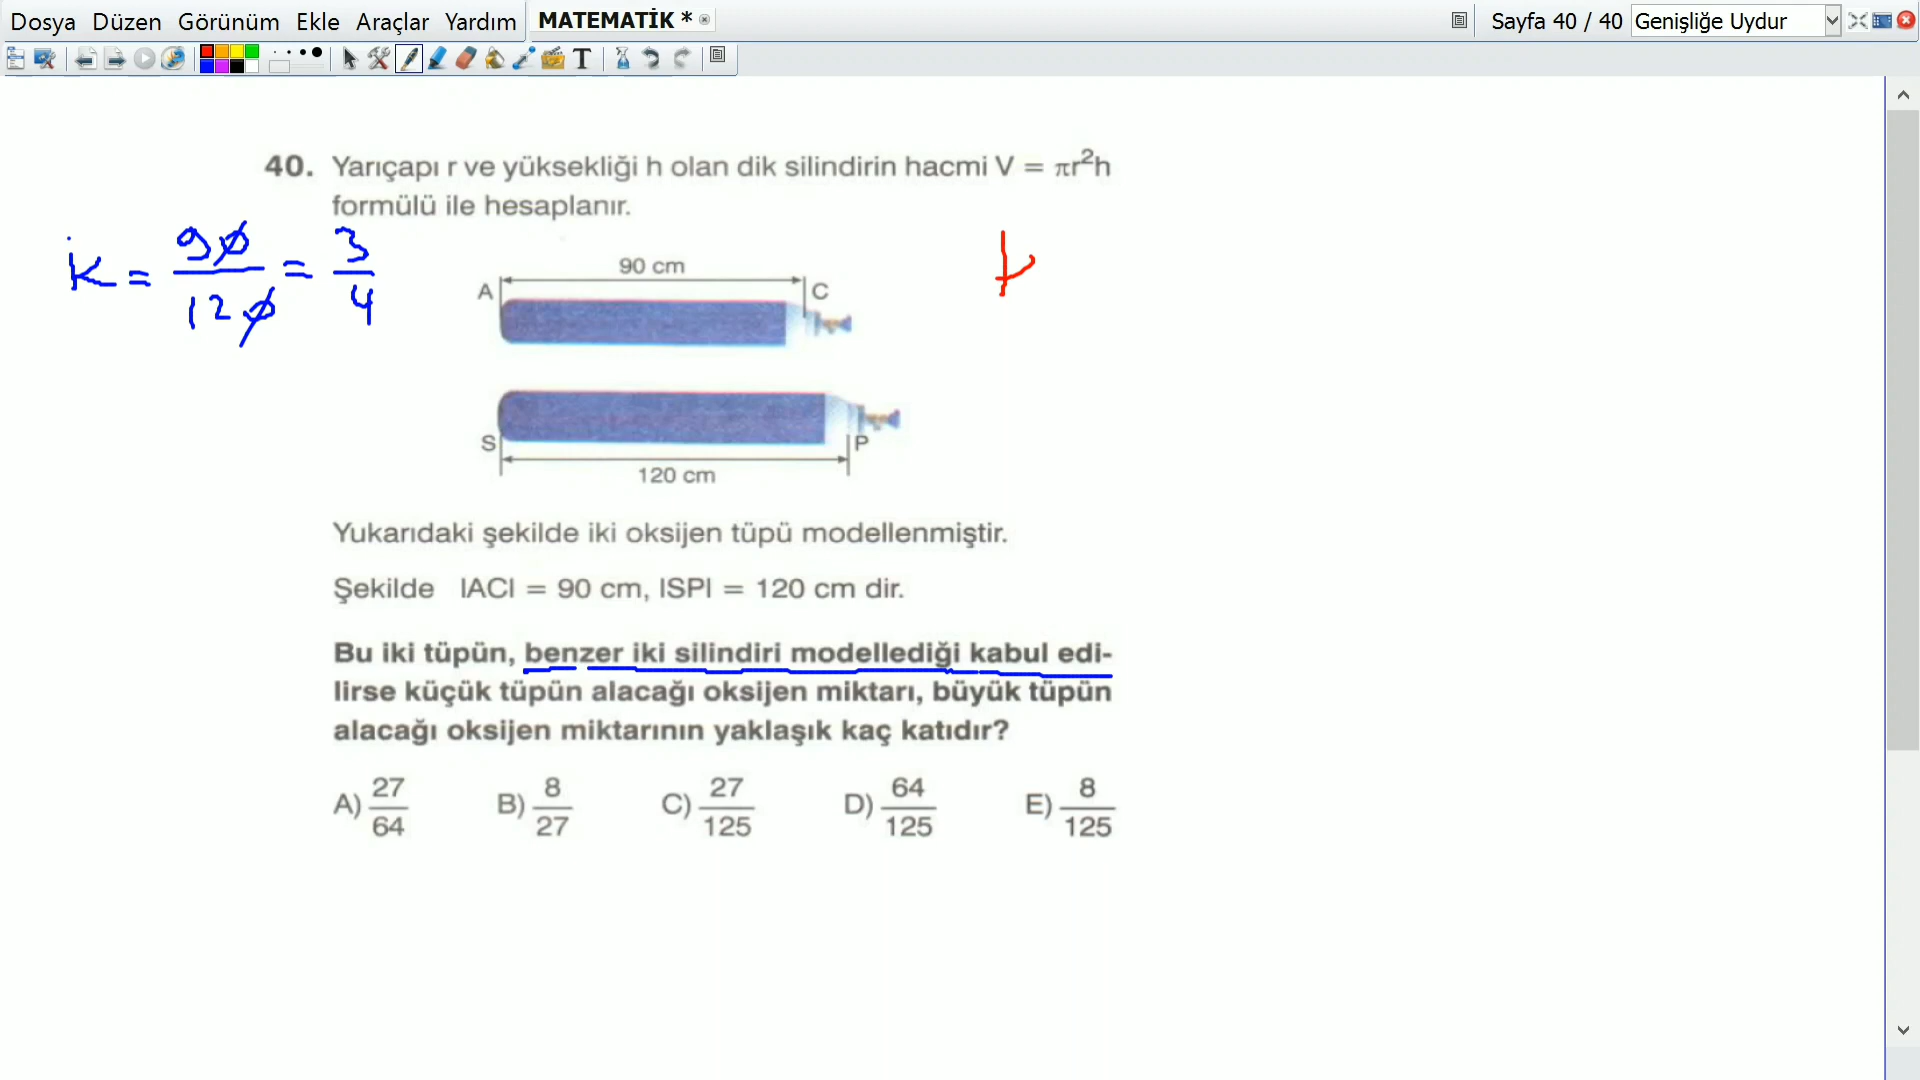 Dosya Düzen Görünüm Ekle Araçlar Yardım
MATEMATİK *
Sayfa 40 / 40 Genişliğe Uydur
40. Yarıçapı r ve yüksekliği h olan dik silindirin hacmi V = πr²h
formülü ile hesaplanır.
K = 90/120 = 3/4
90 cm
A C
S P
120 cm
Yukarıdaki şekilde iki oksijen tüpü modellenmiştir.
Şekilde |AC| = 90 cm, |SP| = 120 cm dir.
Bu iki tüpün, benzer iki silindiri modellediği kabul edi-
lirse küçük tüpün alacağı oksijen miktarı, büyük tüpün
alacağı oksijen miktarının yaklaşık kaç katıdır?
A) 27/64 B) 8/27 C) 27/125 D) 64/125 E) 8/125